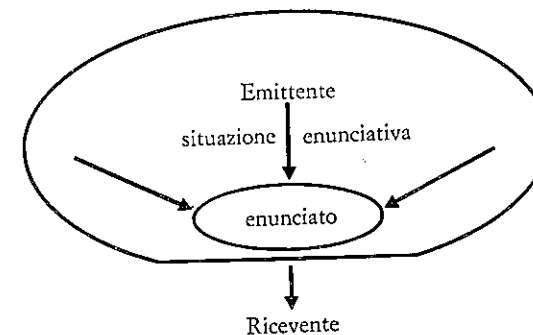 Emittente
situazione enunciativa
enunciato
Ricevente